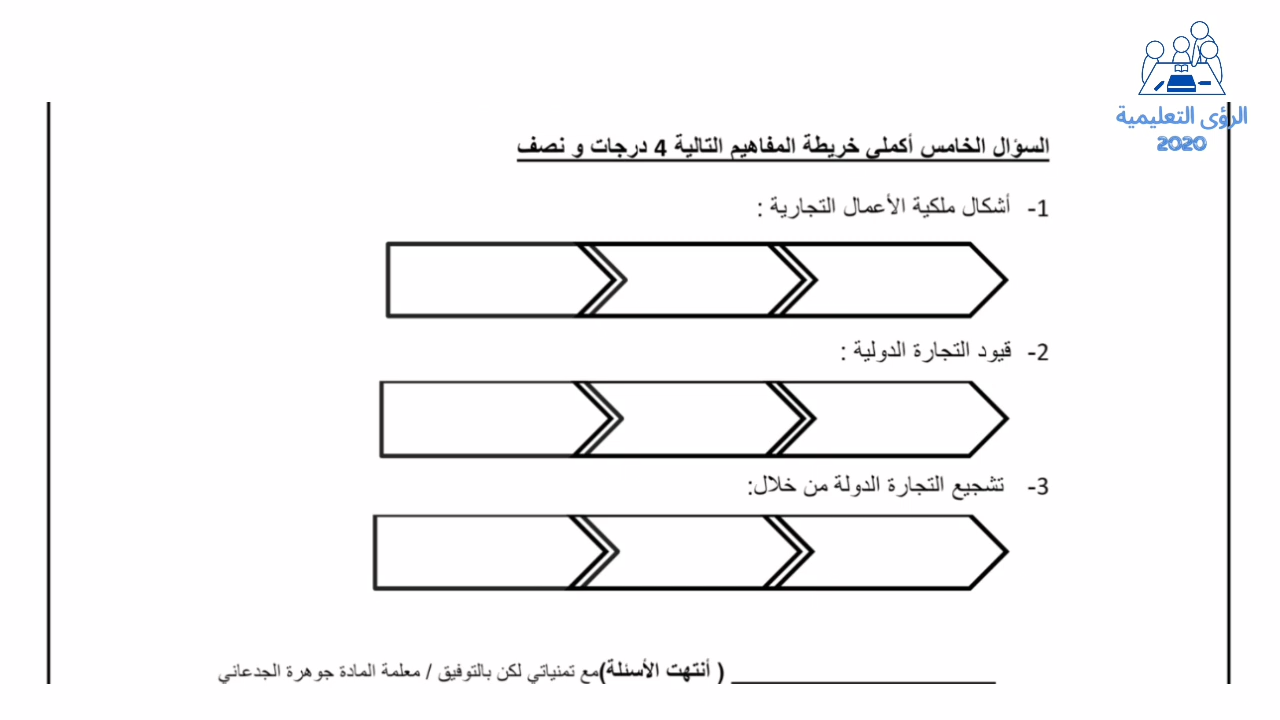 الرؤى التعليمية
2020
السؤال الخامس أكملي خريطة المفاهيم التالية 4 درجات و نصف
1- أشكال ملكية الأعمال التجارية :
2- قيود التجارة الدولية :
3- تشجيع التجارة الدولة من خلال:
( أنتهت الأسئلة)مع تمنياتي لكن بالتوفيق / معلمة المادة جوهرة الجدعاني